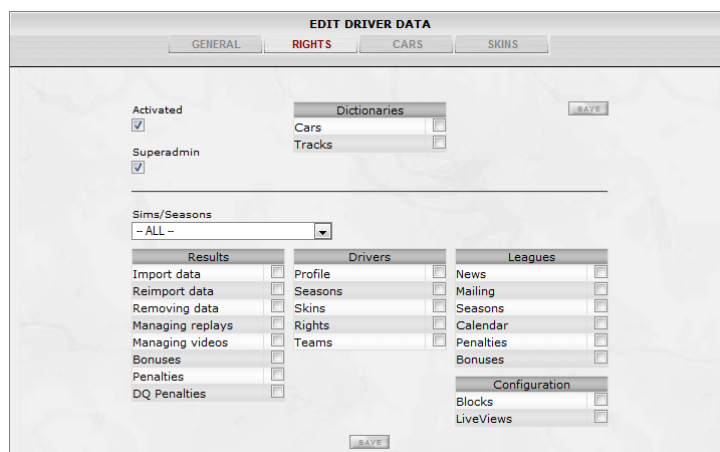 EDIT DRIVER DATA
GENERAL RIGHTS CARS SKINS
Activated
Superadmin
Dictionaries
Cars
Tracks
SAVE
Sims/Seasons
-- ALL --
Results
Import data
Reimport data
Removing data
Managing replays
Managing videos
Bonuses
Penalties
DQ Penalties
Drivers
Profile
Seasons
Skins
Rights
Teams
Leagues
News
Mailing
Seasons
Calendar
Penalties
Bonuses
Configuration
Blocks
LiveViews
SAVE